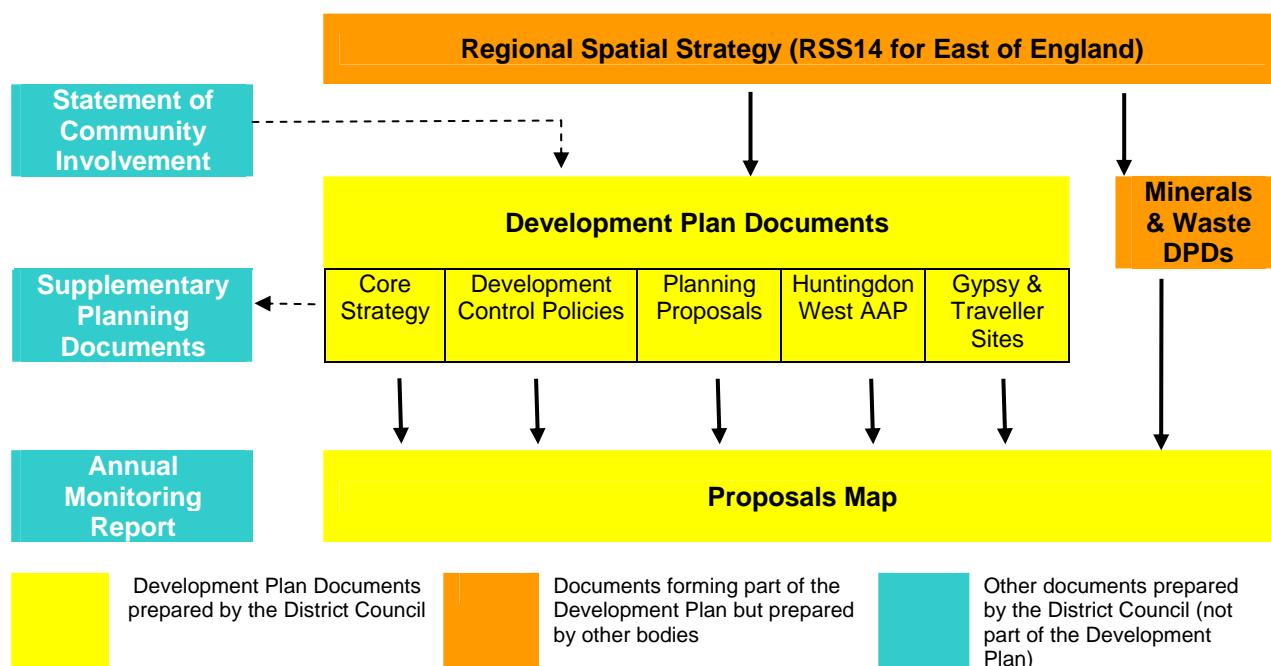 Regional Spatial Strategy (RSS14 for East of England)
Statement of
Community
Involvement
Development Plan Documents
Minerals
& Waste
DPDs
Supplementary
Planning
Documents
Core
Strategy
Development
Control Policies
Planning
Proposals
Huntingdon
West AAP
Gypsy &
Traveller
Sites
Annual
Monitoring
Report
Proposals Map
Development Plan Documents
prepared by the District Council
Documents forming part of the
Development Plan but prepared
by other bodies
Other documents prepared
by the District Council (not
part of the Development
Plan)